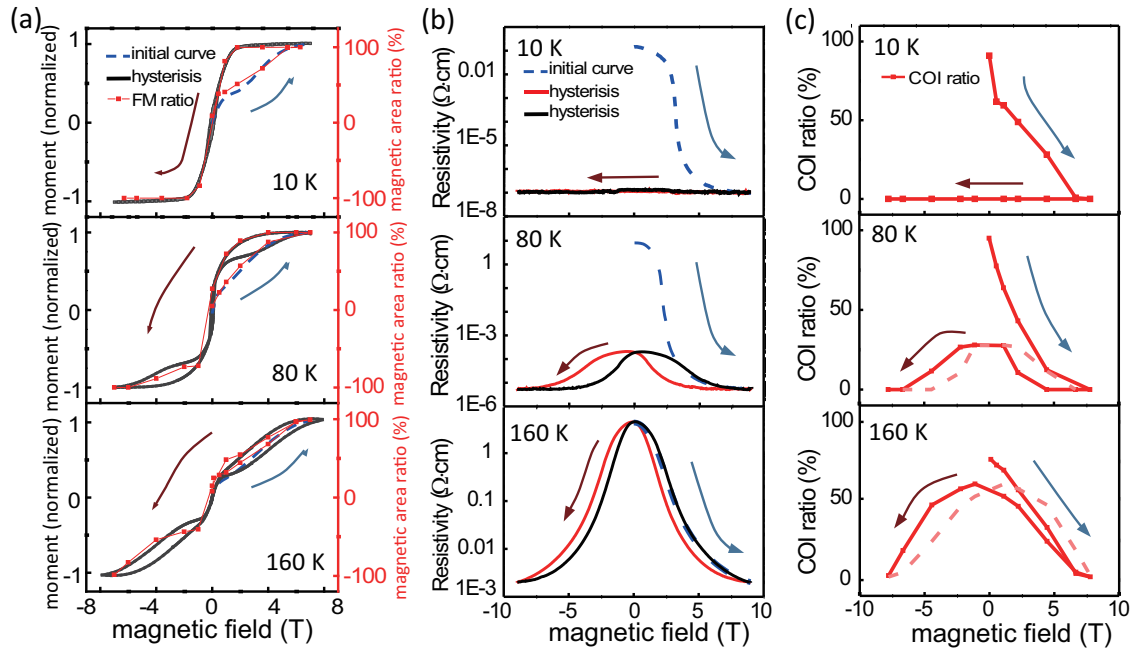 (a)
moment (normalized)
1
0
-1
initial curve
hysterisis
FM ratio
10 K
100
0
-100
magnetic area ratio (%)
moment (normalized)
1
0
-1
80 K
100
0
-100
magnetic area ratio (%)
moment (normalized)
1
0
-1
160 K
100
0
-100
magnetic area ratio (%)
-8 -4 0 4 8
magnetic field (T)
(b)
Resistivity (Ω·cm)
0.01
1E-5
1E-8
10 K
initial curve
hysterisis
hysterisis
Resistivity (Ω·cm)
1
1E-3
1E-6
80 K
Resistivity (Ω·cm)
1
0.1
0.01
1E-3
160 K
-5 0 5 10
magnetic field (T)
(c)
COI ratio (%)
100
50
0
10 K
COI ratio
COI ratio (%)
100
50
0
80 K
COI ratio (%)
100
50
0
160 K
-10 -5 0 5 10
magnetic field (T)